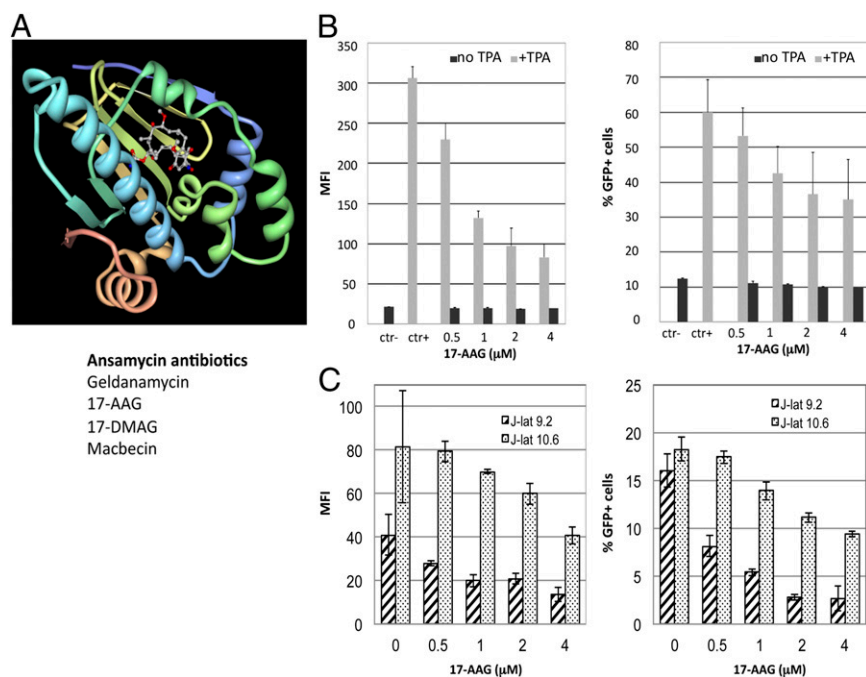 A
Ansamycin antibiotics
Geldanamycin
17-AAG
17-DMAG
Macbecin
B
no TPA +TPA
350
300
250
200
150
100
50
0
MFI
ctr- ctr+ 0.5 1 2 4
17-AAG (μM)
no TPA +TPA
80
70
60
50
40
30
20
10
0
% GFP+ cells
ctr- ctr+ 0.5 1 2 4
17-AAG (μM)
C
J-lat 9.2
J-lat 10.6
100
80
60
40
20
0
MFI
0 0.5 1 2 4
17-AAG (μM)
J-lat 9.2
J-lat 10.6
25
20
15
10
5
0
% GFP+ cells
0 0.5 1 2 4
17-AAG (μM)